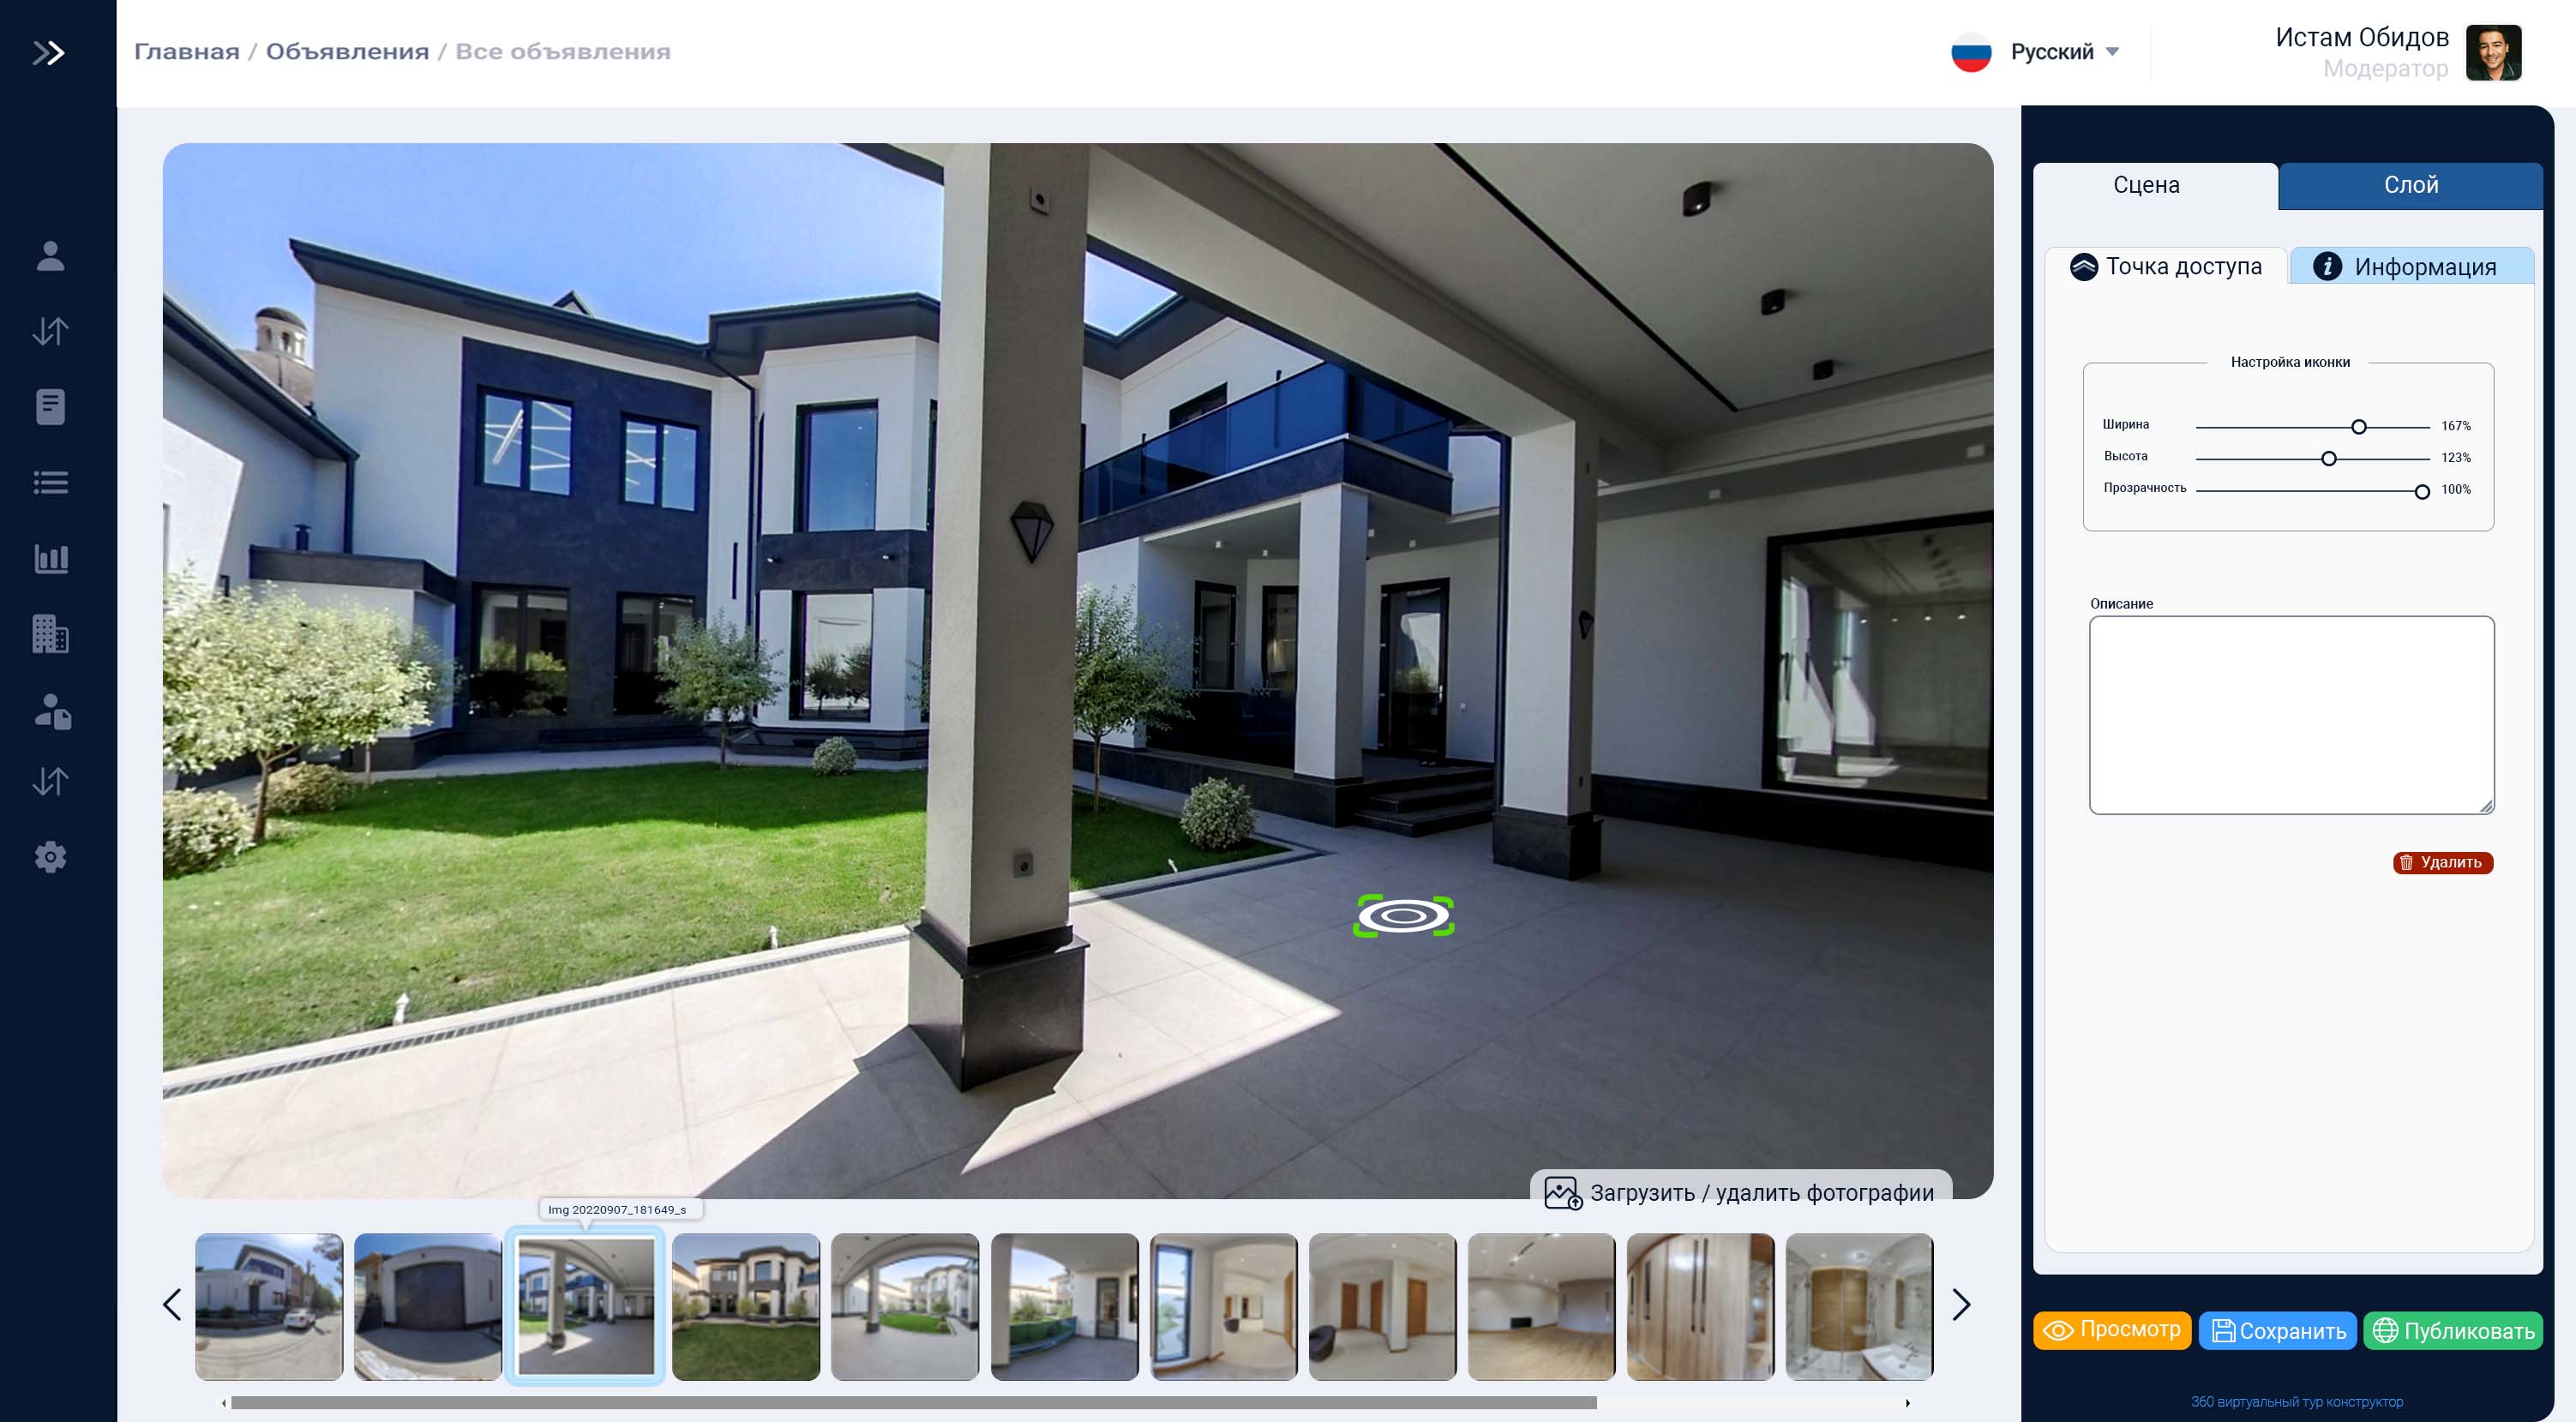 Главная / Объявления / Все объявления
Русский
Истам Обидов
Модератор
Сцена
Слой
Точка доступа
Информация
Настройка иконки
Ширина 167%
Высота 123%
Прозрачность 100%
Описание
Удалить
Загрузить / удалить фотографии
Img 20220907_181649_s
Просмотр
Сохранить
Публиковать
360 виртуальный тур конструктор